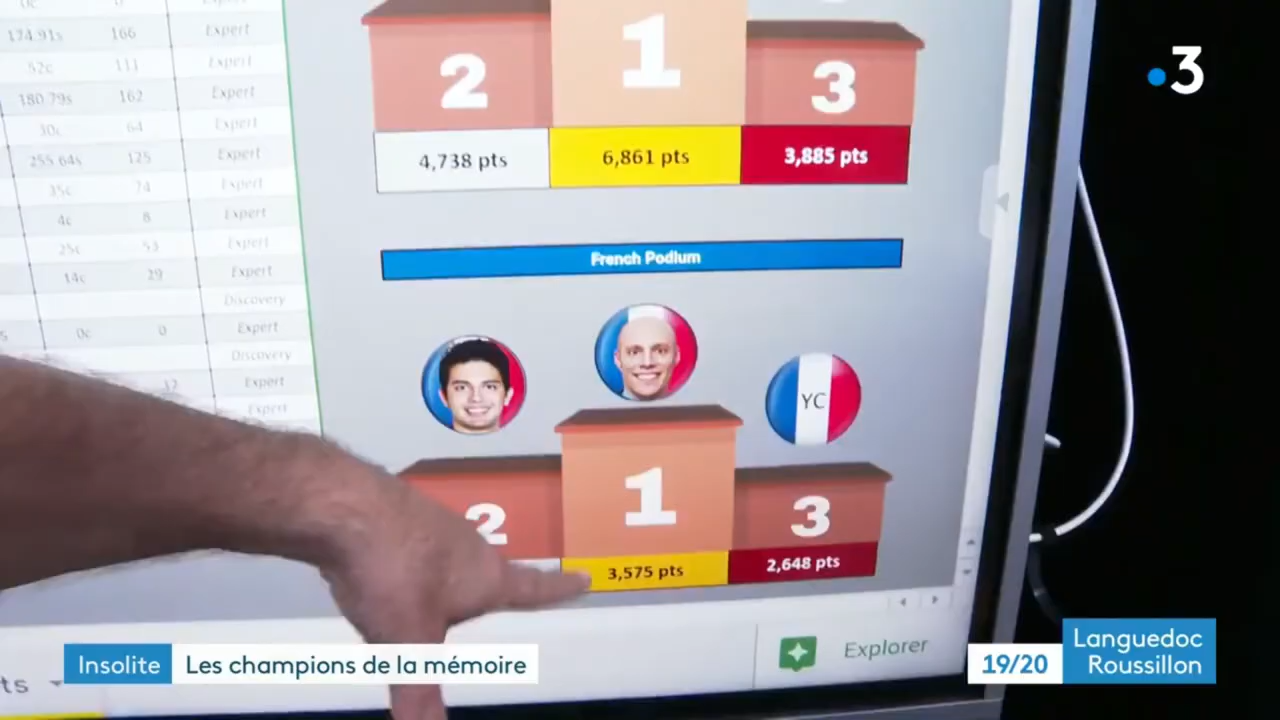 174.91s 166 Expert
52c 111 Expert
180.79s 162 Expert
30c 64 Expert
255.64s 125 Expert
35c 74 Expert
4c 8 Expert
25c 53 Expert
14c 29 Expert
Discovery
0c 0 Expert
Discovery
12 Expert
Expert
2 1 3
4,738 pts 6,861 pts 3,885 pts
French Podium
YC
2 1 3
3,575 pts 2,648 pts
Explorer
3
Insolite Les champions de la mémoire
19/20 Languedoc
Roussillon